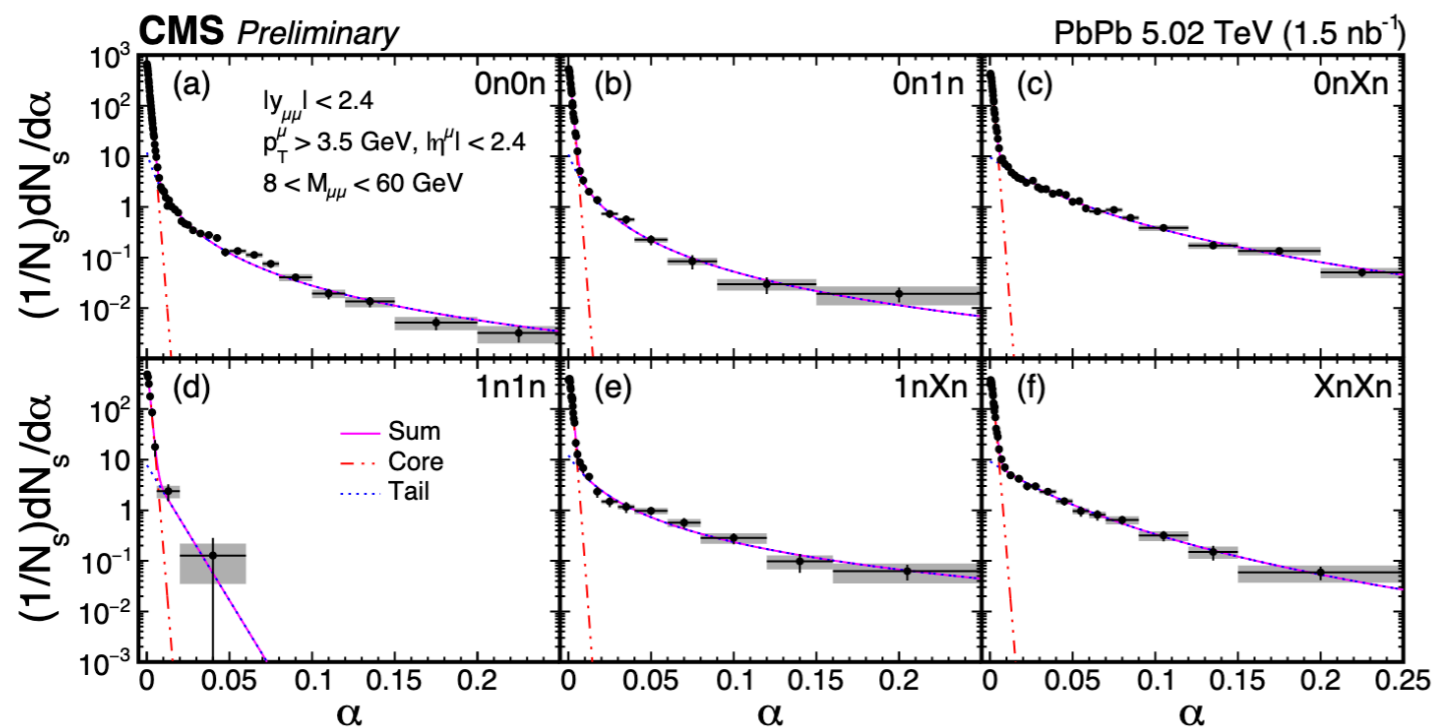 CMS Preliminary
PbPb 5.02 TeV (1.5 nb⁻¹)
(1/Nₛ)dNₛ/dα
10³
10²
10
1
10⁻¹
10⁻²
(a)
0n0n
|y_μμ| < 2.4
p_T^μ > 3.5 GeV, |η^μ| < 2.4
8 < M_μμ < 60 GeV
(b)
0n1n
(c)
0nXn
(1/Nₛ)dNₛ/dα
10²
10
1
10⁻¹
10⁻²
10⁻³
(d)
1n1n
Sum
Core
Tail
(e)
1nXn
(f)
XnXn
0 0.05 0.1 0.15 0.2
0 0.05 0.1 0.15 0.2
0 0.05 0.1 0.15 0.2 0.25
α
α
α